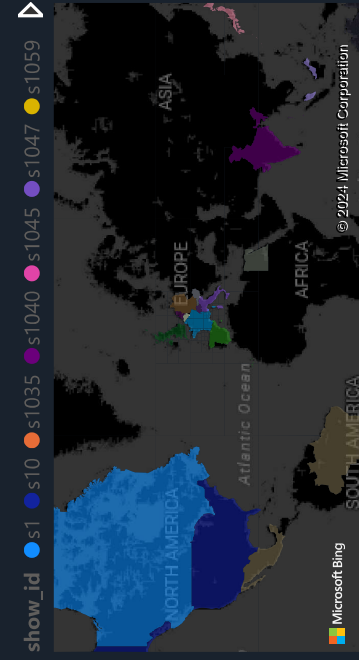 show_id s1 s10 s1035 s1040 s1045 s1047 s1059
ASIA
EUROPE
NORTH AMERICA
AFRICA
Atlantic Ocean
SOUTH AMERICA
Microsoft Bing
© 2024 Microsoft Corporation